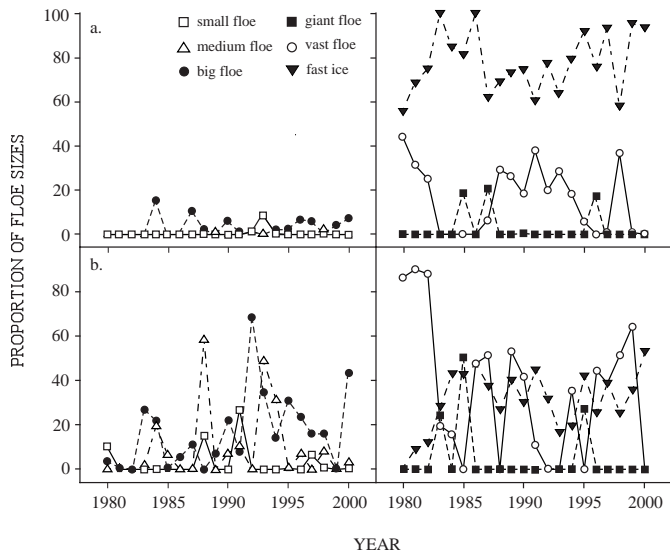 a.
small floe
medium floe
big floe
giant floe
vast floe
fast ice
100
80
60
40
20
0
b.
80
60
40
20
0
1980 1985 1990 1995 2000 1980 1985 1990 1995 2000
PROPORTION OF FLOE SIZES
YEAR